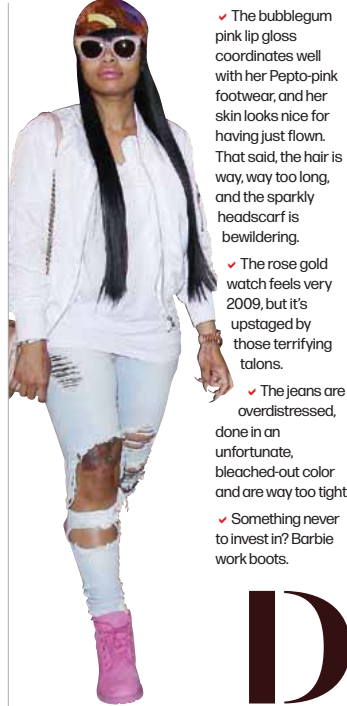 The bubblegum
pink lip gloss
coordinates well
with her Pepto-pink
footwear, and her
skin looks nice for
having just flown.
That said, the hair is
way, way too long,
and the sparkly
headscarf is
bewildering.
The rose gold
watch feels very
2009, but it's
upstaged by
those terrifying
talons.
The jeans are
overdistressed,
done in an
unfortunate,
bleached-out color
and are way too tight
Something never
to invest in? Barbie
work boots.
D